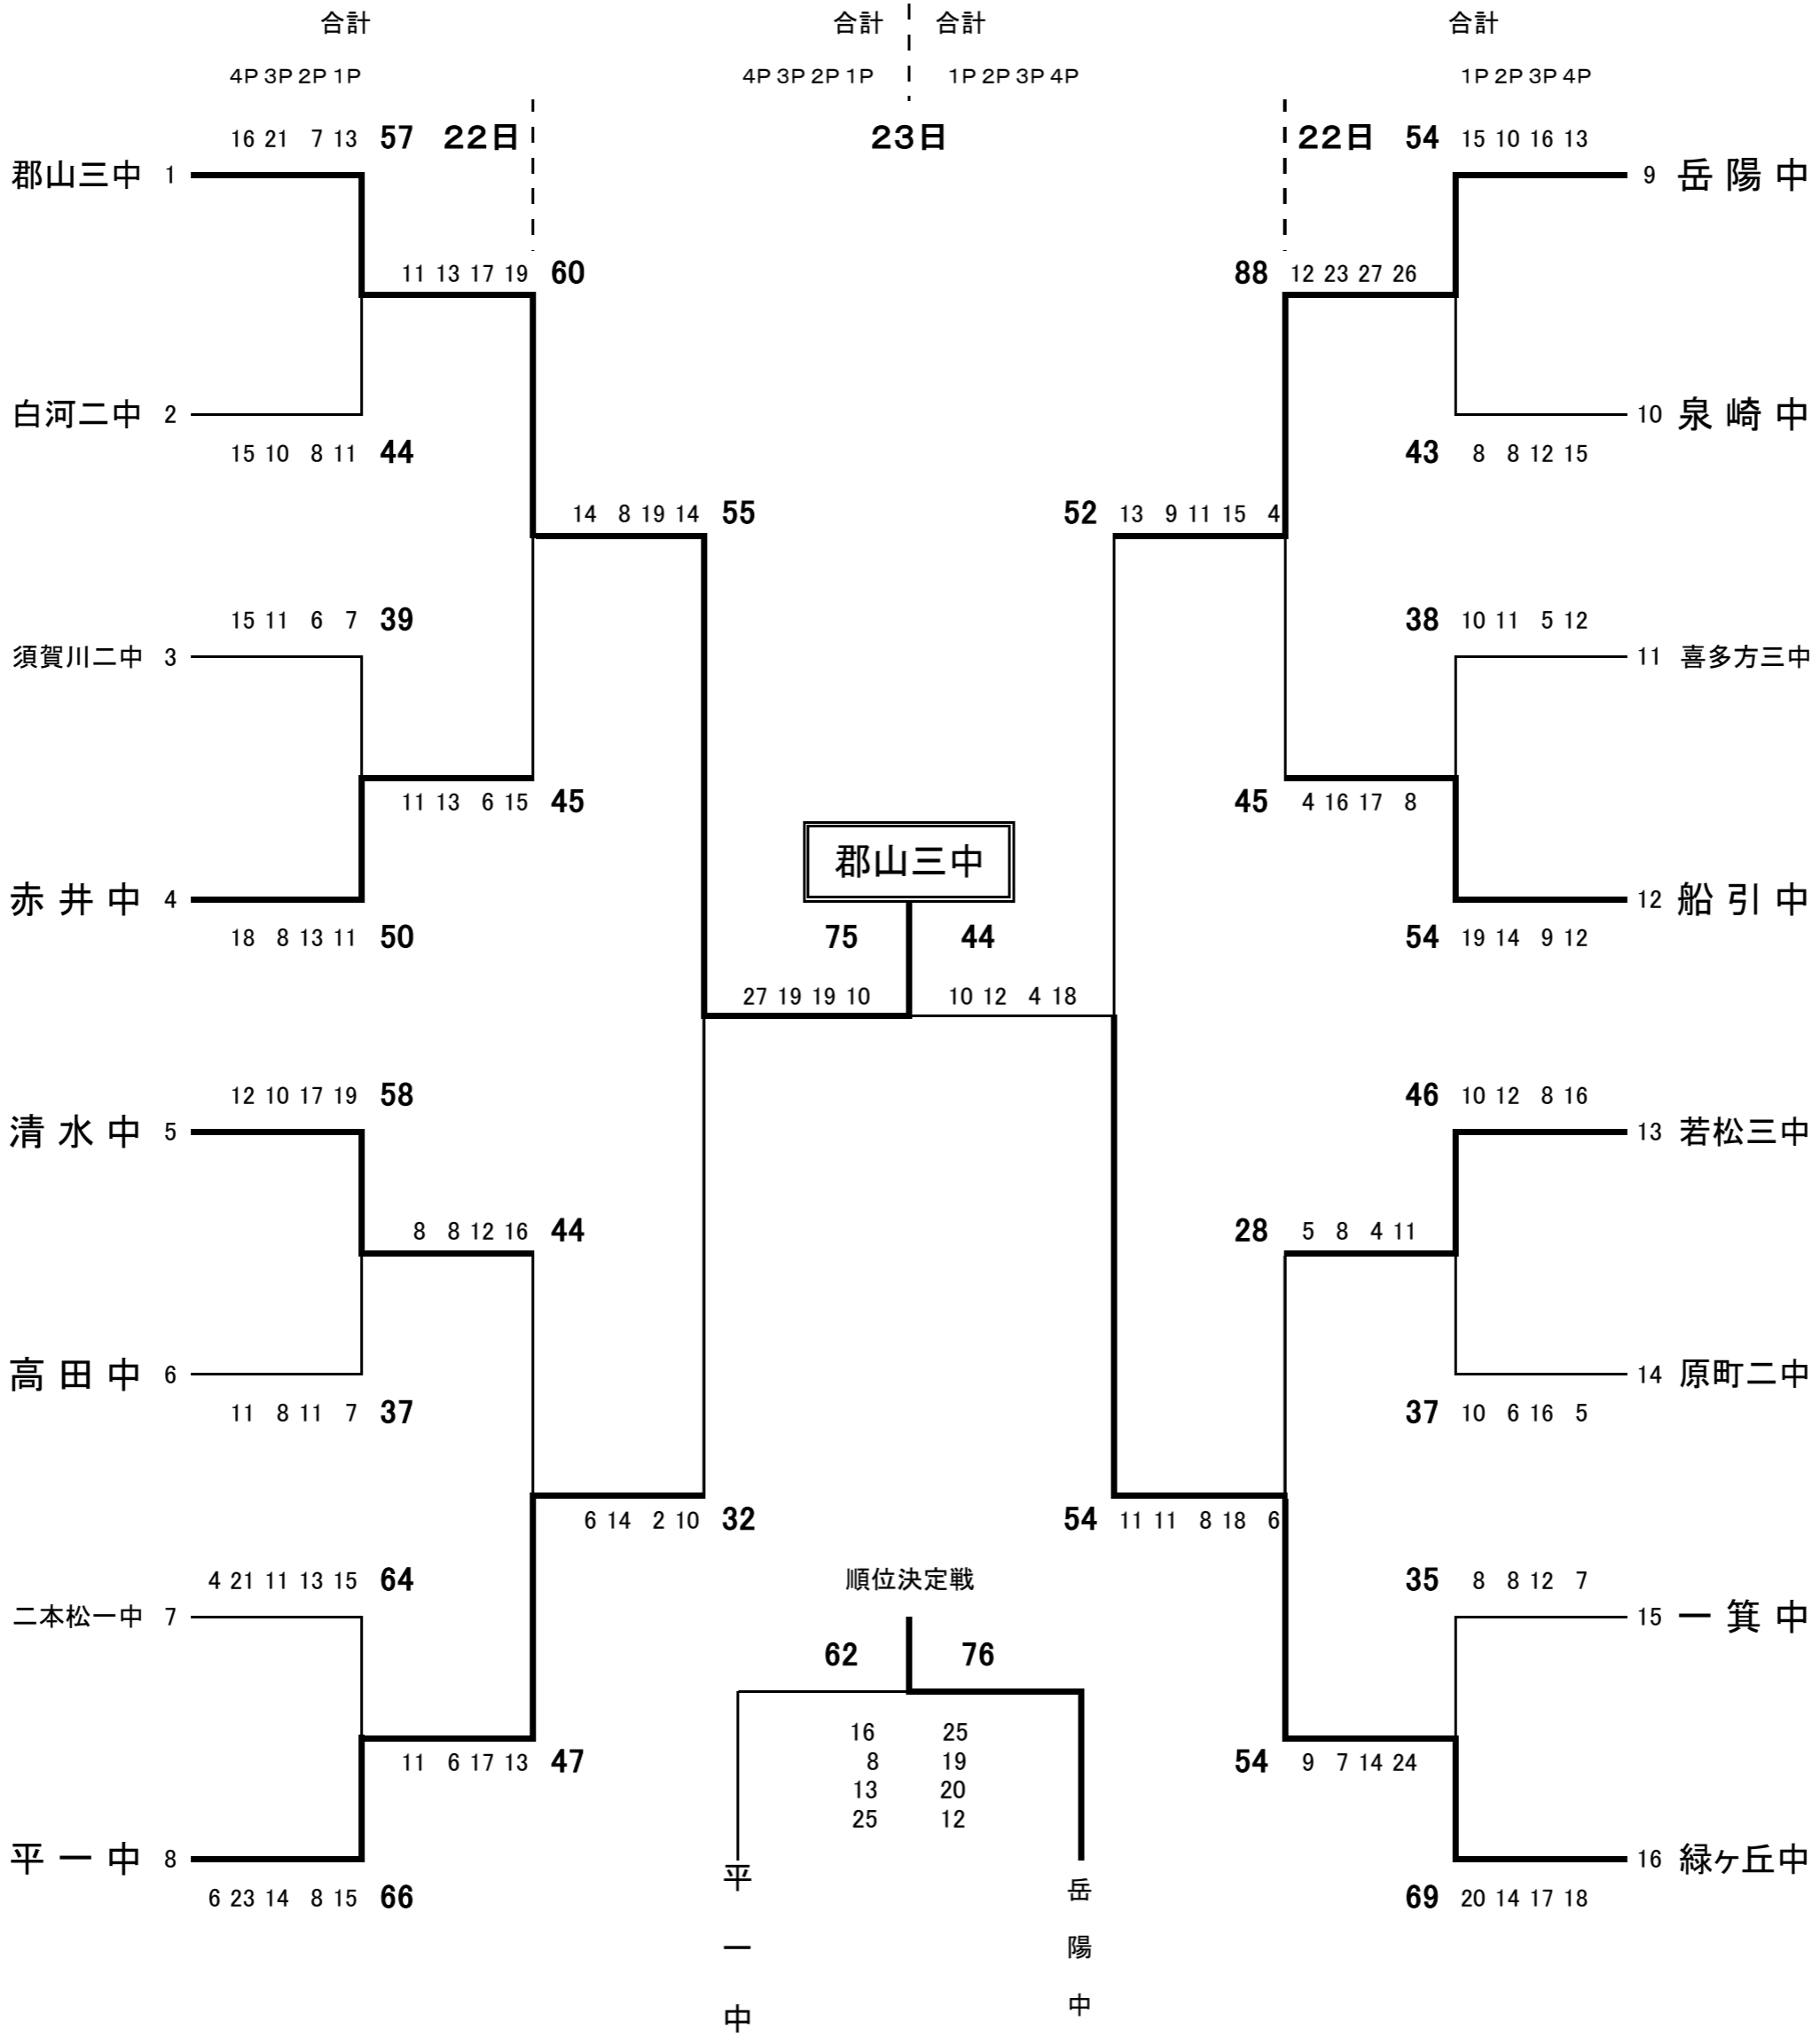 合計 合計 合計 合計
4P 3P 2P 1P 4P 3P 2P 1P 1P 2P 3P 4P 1P 2P 3P 4P
16 21 7 13 57 22日 23日 22日 54 15 10 16 13
郡山三中 1 9 岳陽中
11 13 17 19 60 88 12 23 27 26
白河二中 2 10 泉崎中
15 10 8 11 44 43 8 8 12 15
14 8 19 14 55 52 13 9 11 15 4
15 11 6 7 39 38 10 11 5 12
須賀川二中 3 11 喜多方三中
11 13 6 15 45 45 4 16 17 8
郡山三中
赤井中 4 12 船引中
18 8 13 11 50 75 44 54 19 14 9 12
27 19 19 10 10 12 4 18
12 10 17 19 58 46 10 12 8 16
清水中 5 13 若松三中
8 8 12 16 44 28 5 8 4 11
高田中 6 14 原町二中
11 8 11 7 37 37 10 6 16 5
6 14 2 10 32 54 11 11 8 18 6
4 21 11 13 15 64 順位決定戦 35 8 8 12 7
二本松一中 7 15 一箕中
62 76
16 25
11 6 17 13 47 8 19 54 9 7 14 24
13 20
25 12
平一中 8 16 緑ヶ丘中
6 23 14 8 15 66 69 20 14 17 18
平一中
岳陽中